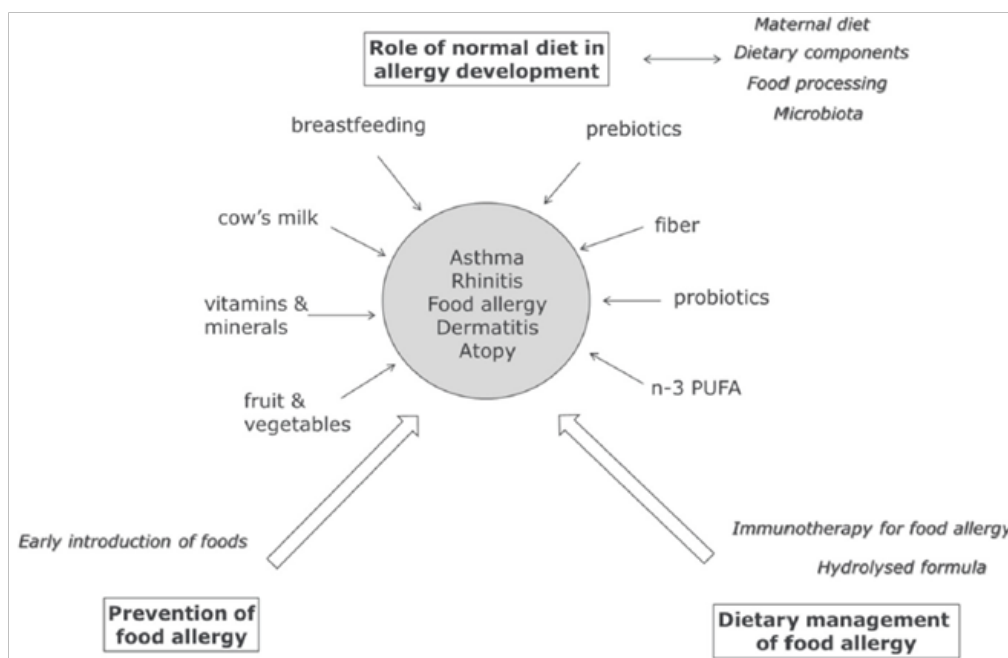 Role of normal diet in
allergy development
Maternal diet
Dietary components
Food processing
Microbiota
breastfeeding
prebiotics
cow's milk
fiber
vitamins &
minerals
probiotics
fruit &
vegetables
n-3 PUFA
Asthma
Rhinitis
Food allergy
Dermatitis
Atopy
Early introduction of foods
Prevention of
food allergy
Immunotherapy for food allergy
Hydrolysed formula
Dietary management
of food allergy